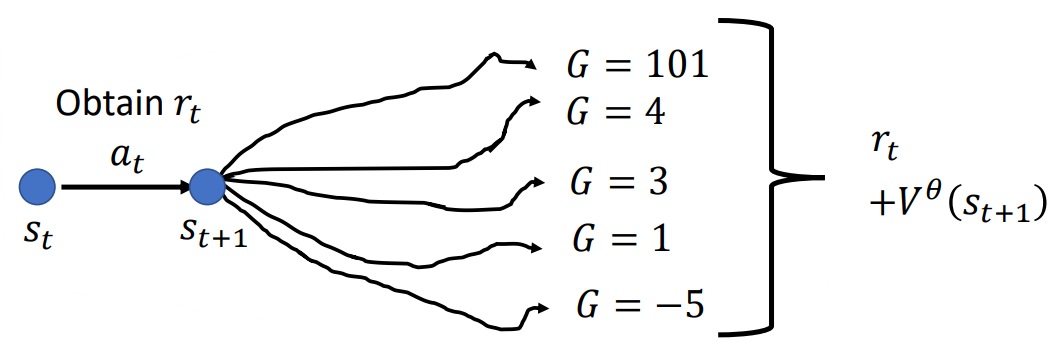 Obtain r_t
a_t
s_t
s_{t+1}
G = 101
G = 4
G = 3
G = 1
G = −5
r_t
+V^θ(s_{t+1})